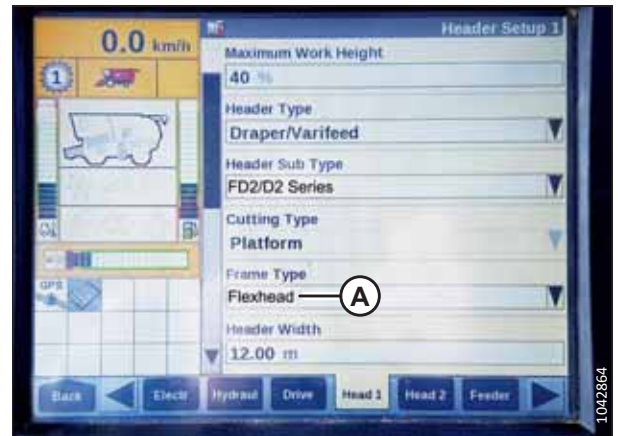 0.0 km/h
Header Setup 1
1
Maximum Work Height
40 %
Header Type
Draper/Varifeed
Header Sub Type
FD2/D2 Series
Cutting Type
Platform
Frame Type
Flexhead
A
GPS
Header Width
12.00 m
Back
Electr
Hydraul
Drive
Head 1
Head 2
Feeder
1042864